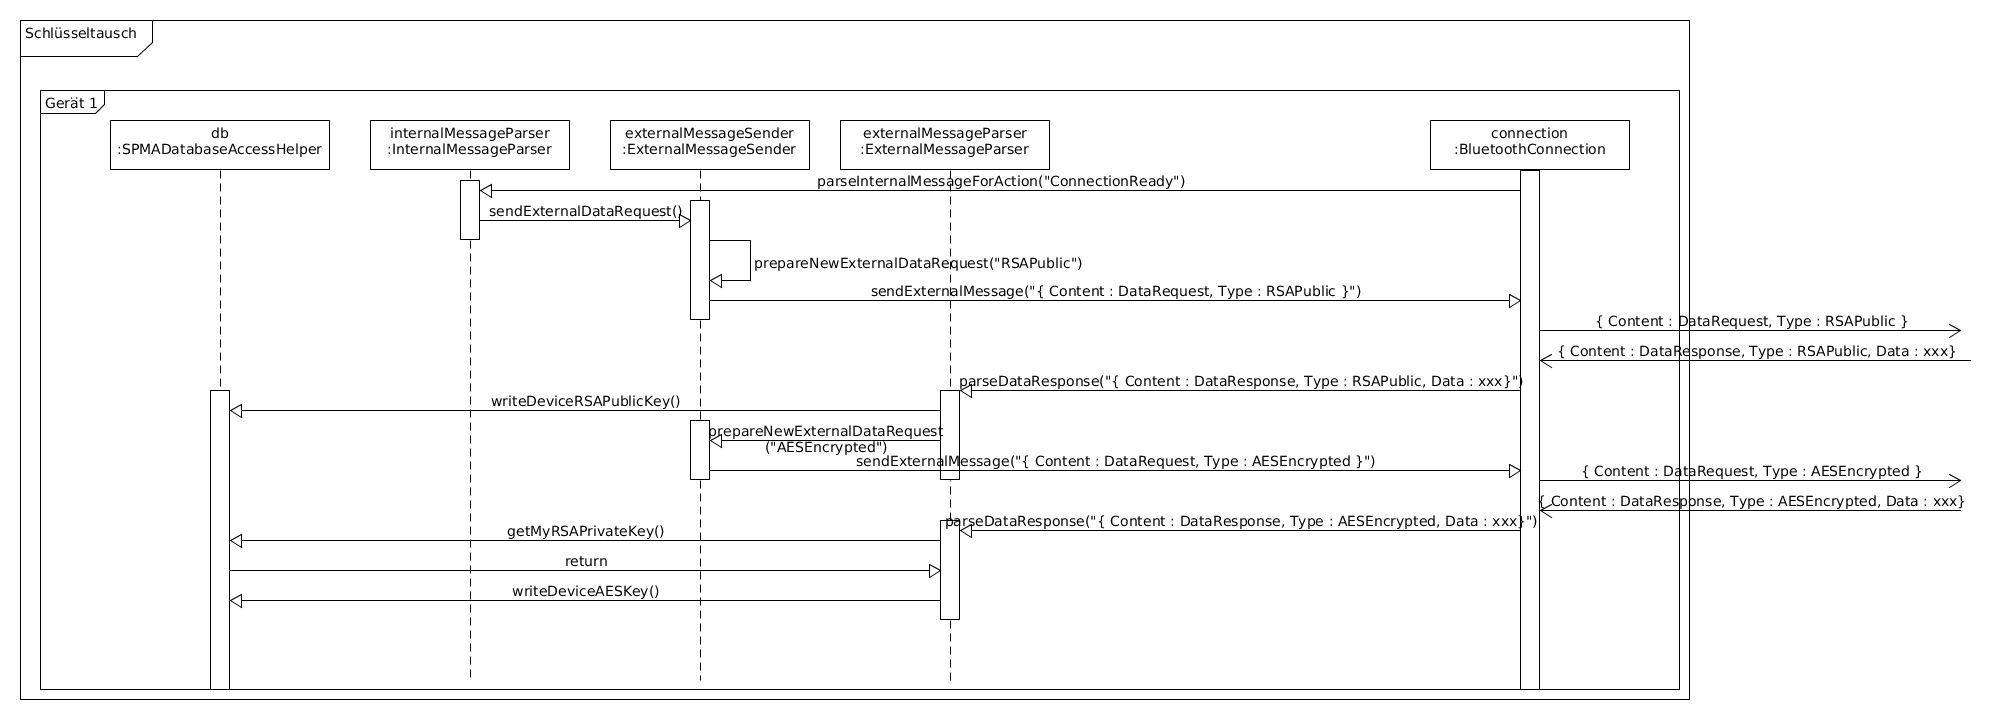 Schlüsseltausch
Gerät 1
db
:SPMADatabaseAccessHelper
internalMessageParser
:InternalMessageParser
externalMessageSender
:ExternalMessageSender
externalMessageParser
:ExternalMessageParser
connection
:BluetoothConnection
parseInternalMessageForAction("ConnectionReady")
sendExternalDataRequest()
prepareNewExternalDataRequest("RSAPublic")
sendExternalMessage("{ Content : DataRequest, Type : RSAPublic }")
{ Content : DataRequest, Type : RSAPublic }
{ Content : DataResponse, Type : RSAPublic, Data : xxx}
parseDataResponse("{ Content : DataResponse, Type : RSAPublic, Data : xxx}")
writeDeviceRSAPublicKey()
prepareNewExternalDataRequest
("AESEncrypted")
sendExternalMessage("{ Content : DataRequest, Type : AESEncrypted }")
{ Content : DataRequest, Type : AESEncrypted }
{ Content : DataResponse, Type : AESEncrypted, Data : xxx}
parseDataResponse("{ Content : DataResponse, Type : AESEncrypted, Data : xxx}")
getMyRSAPrivateKey()
return
writeDeviceAESKey()